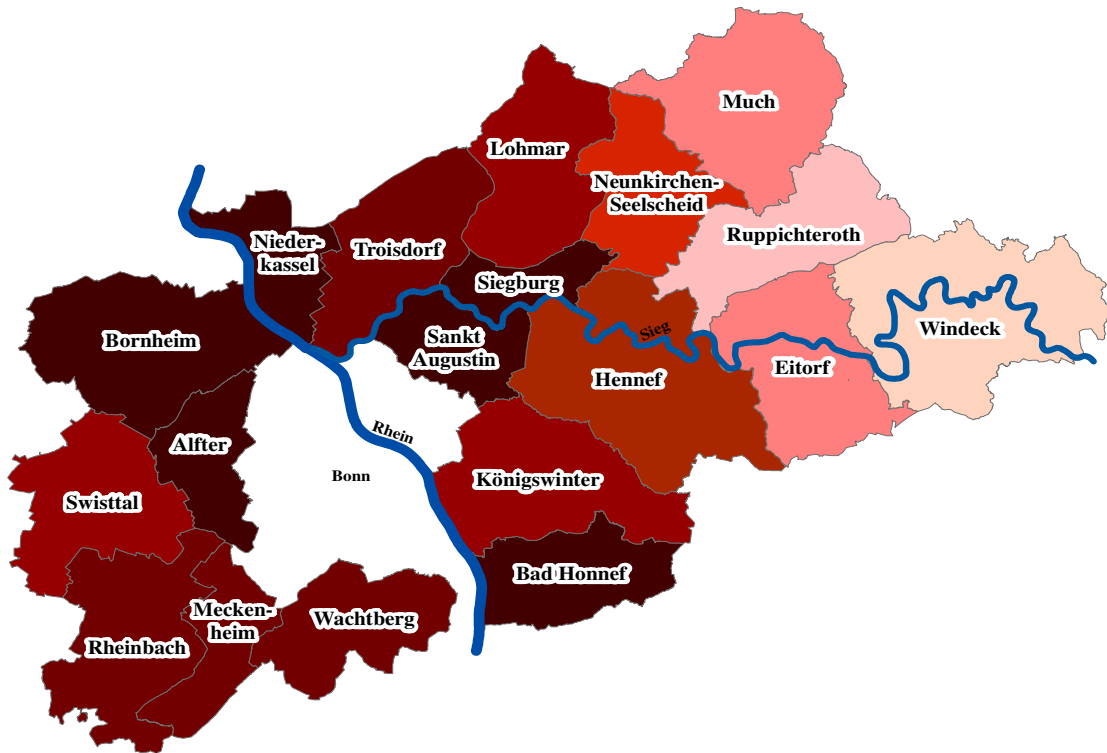 Much
Lohmar
Neunkirchen-
Seelscheid
Ruppichteroth
Nieder-
kassel
Troisdorf
Siegburg
Windeck
Bornheim
Sankt
Augustin
Sieg
Hennef
Eitorf
Alfter
Rhein
Bonn
Königswinter
Swisttal
Bad Honnef
Mecken-
heim
Wachtberg
Rheinbach